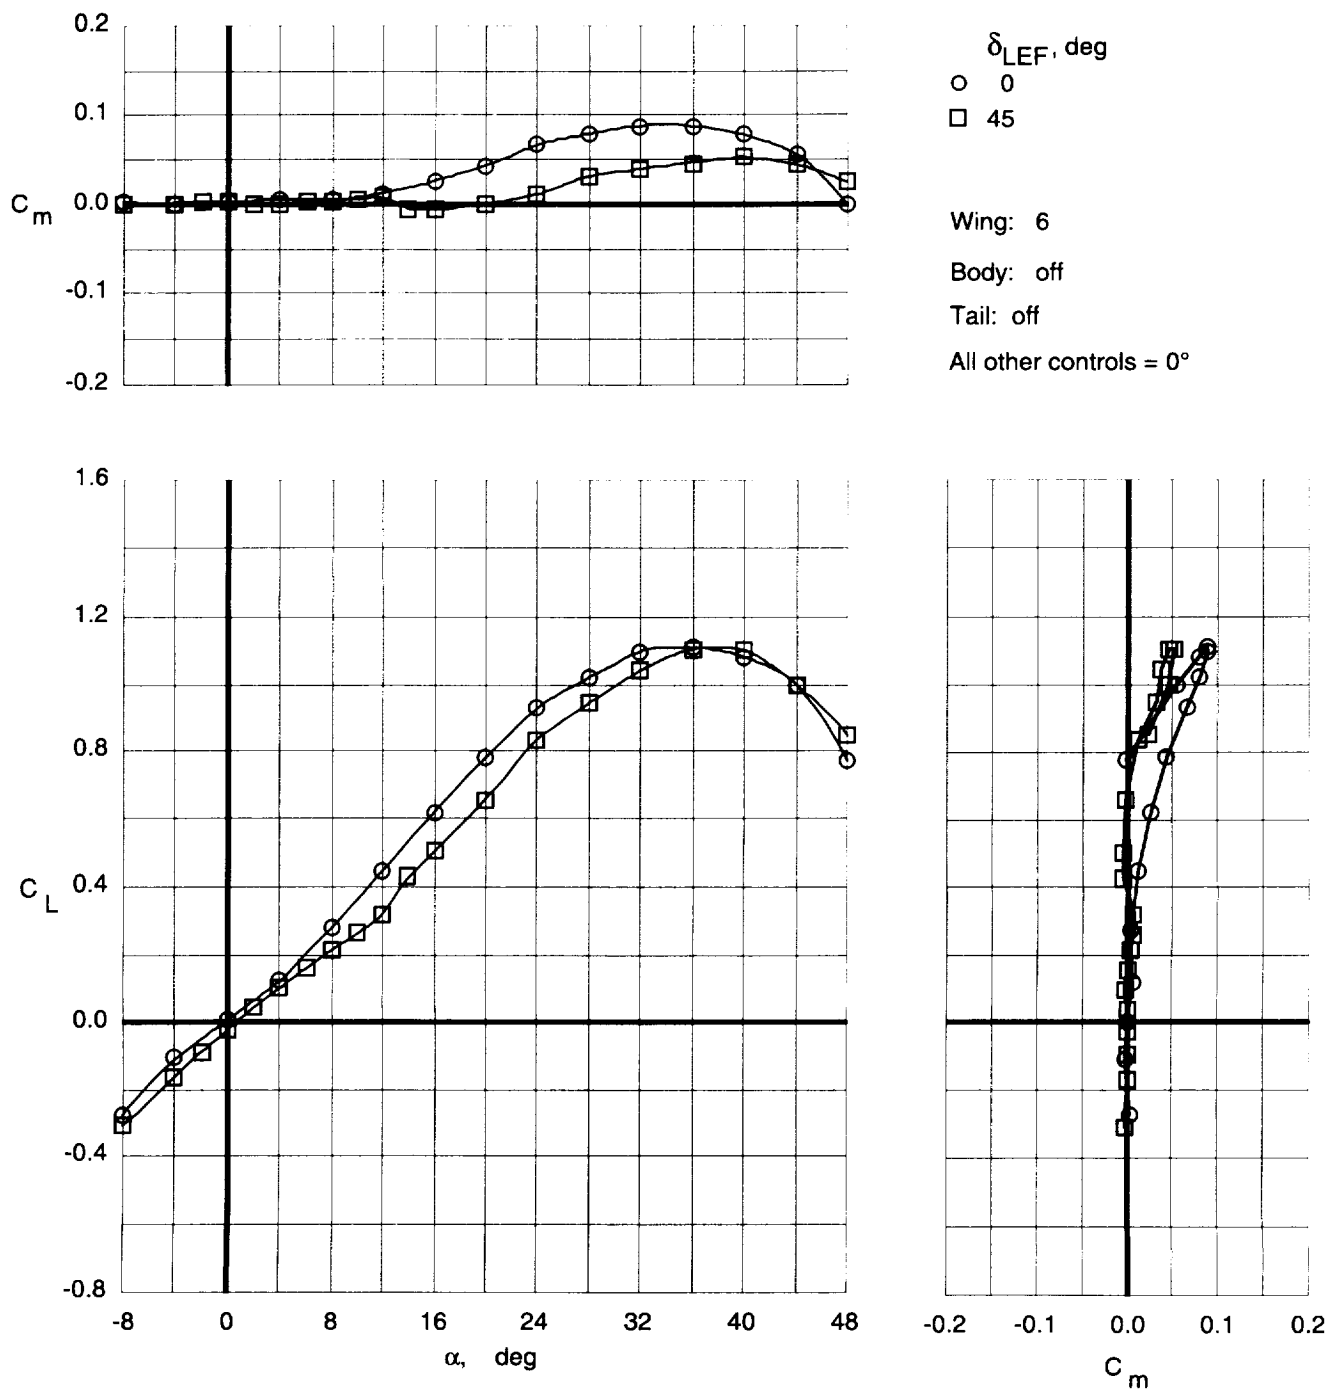 0.2
0.1
0.0
-0.1
-0.2
C m
δLEF, deg
0
45
Wing: 6
Body: off
Tail: off
All other controls = 0°
1.6
1.2
0.8
0.4
0.0
-0.4
-0.8
C L
-8 0 8 16 24 32 40 48
α, deg
-0.2 -0.1 0.0 0.1 0.2
C m